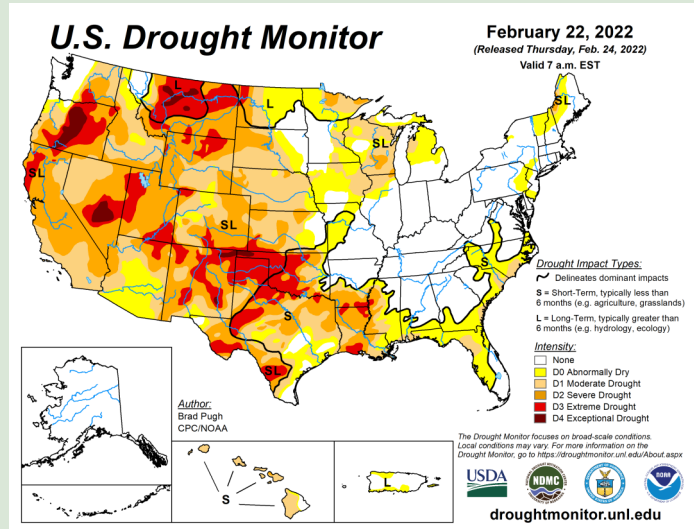 U.S. Drought Monitor
February 22, 2022
(Released Thursday, Feb. 24, 2022)
Valid 7 a.m. EST
L
L
SL
SL
SL
SL
S
S
SL
Drought Impact Types:
Delineates dominant impacts
S = Short-Term, typically less than
6 months (e.g. agriculture, grasslands)
L = Long-Term, typically greater than
6 months (e.g. hydrology, ecology)
Intensity:
None
D0 Abnormally Dry
D1 Moderate Drought
D2 Severe Drought
D3 Extreme Drought
D4 Exceptional Drought
Author:
Brad Pugh
CPC/NOAA
S
L
The Drought Monitor focuses on broad-scale conditions.
Local conditions may vary. For more information on the
Drought Monitor, go to https://droughtmonitor.unl.edu/About.aspx
USDA
NDMC
NOAA
droughtmonitor.unl.edu